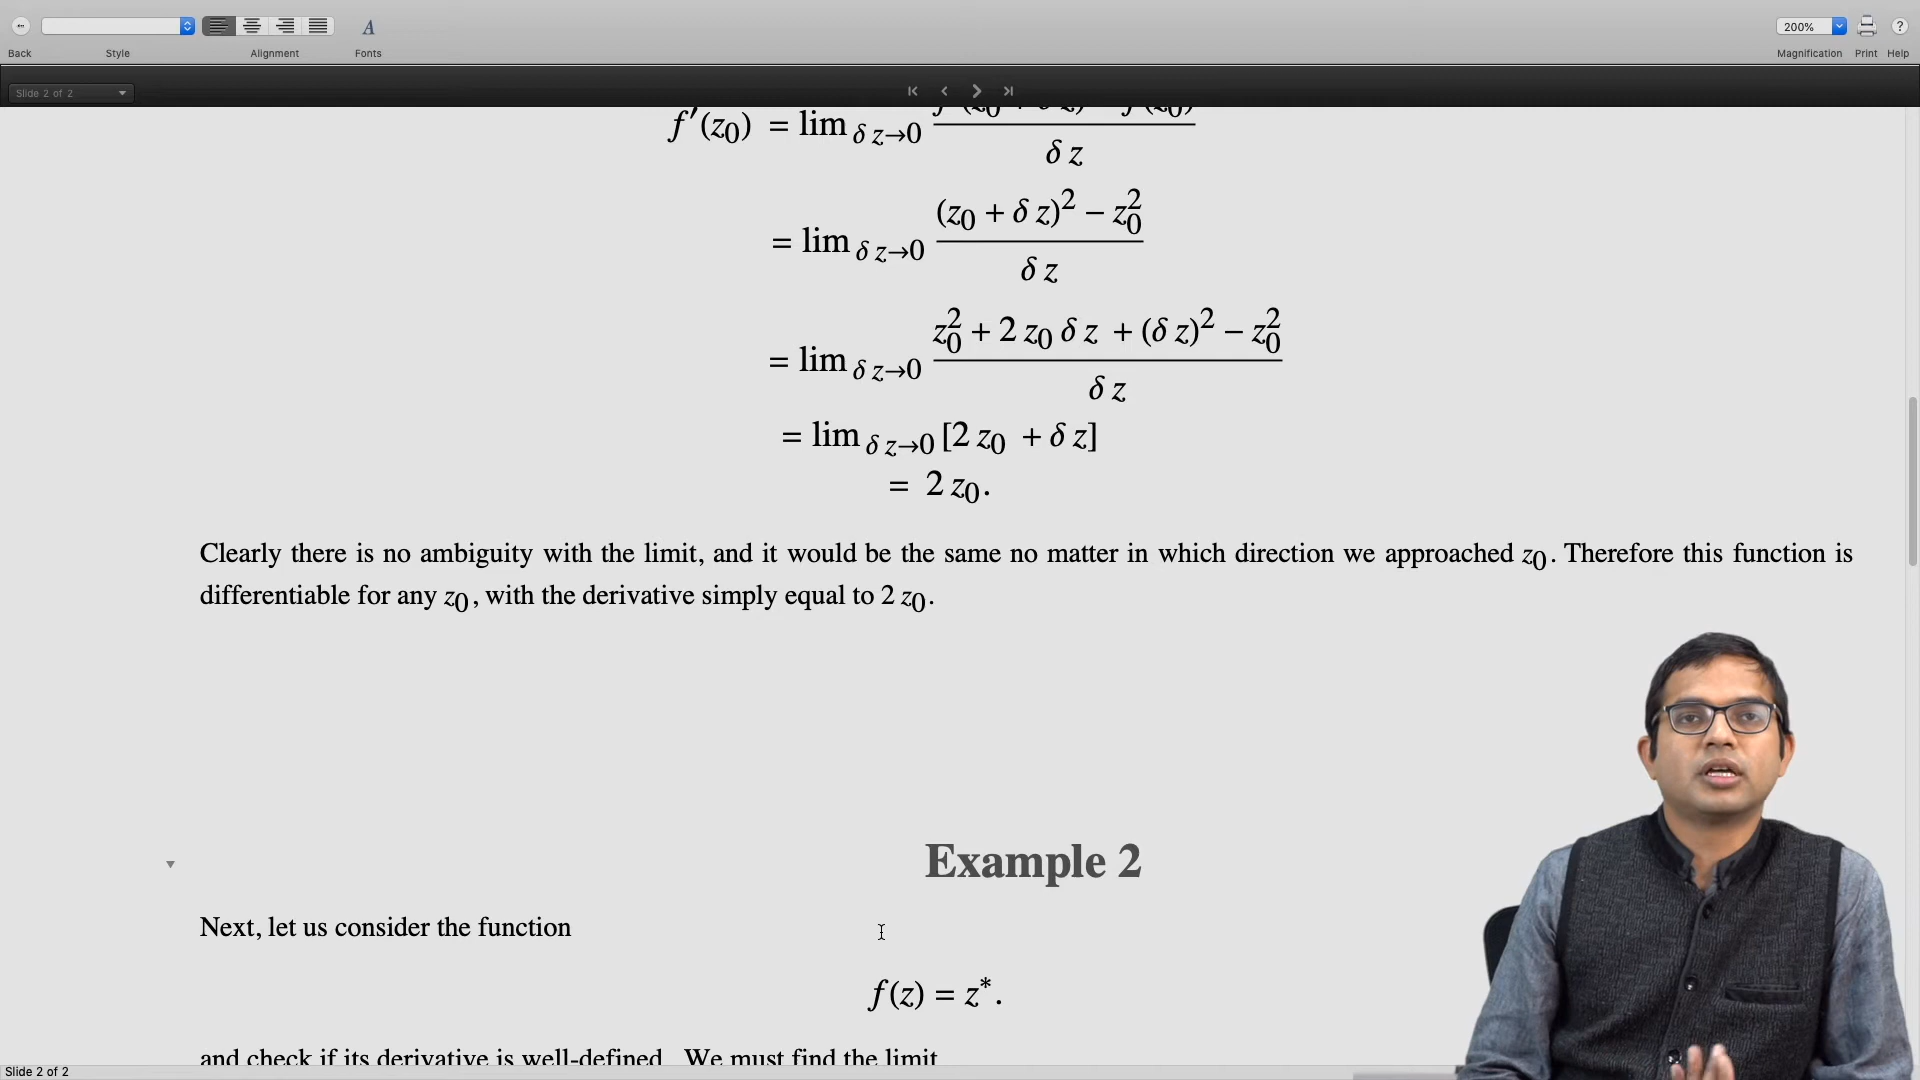 200%
Back Style Alignment Fonts Magnification Print Help
Slide 2 of 2
f′(z₀) = lim δ z→0 f (z₀ + δ z) − f (z₀) / δ z
= lim δ z→0 (z₀ + δ z)² − z₀² / δ z
= lim δ z→0 z₀² + 2 z₀ δ z + (δ z)² − z₀² / δ z
= lim δ z→0 [2 z₀ + δ z]
= 2 z₀.
Clearly there is no ambiguity with the limit, and it would be the same no matter in which direction we approached z₀. Therefore this function is
differentiable for any z₀, with the derivative simply equal to 2 z₀.
Example 2
Next, let us consider the function
f(z) = z*.
and check if its derivative is well-defined. We must find the limit
Slide 2 of 2